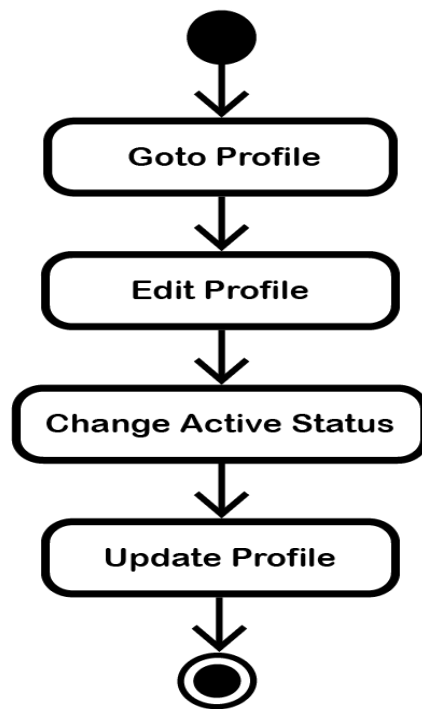 Goto Profile
Edit Profile
Change Active Status
Update Profile